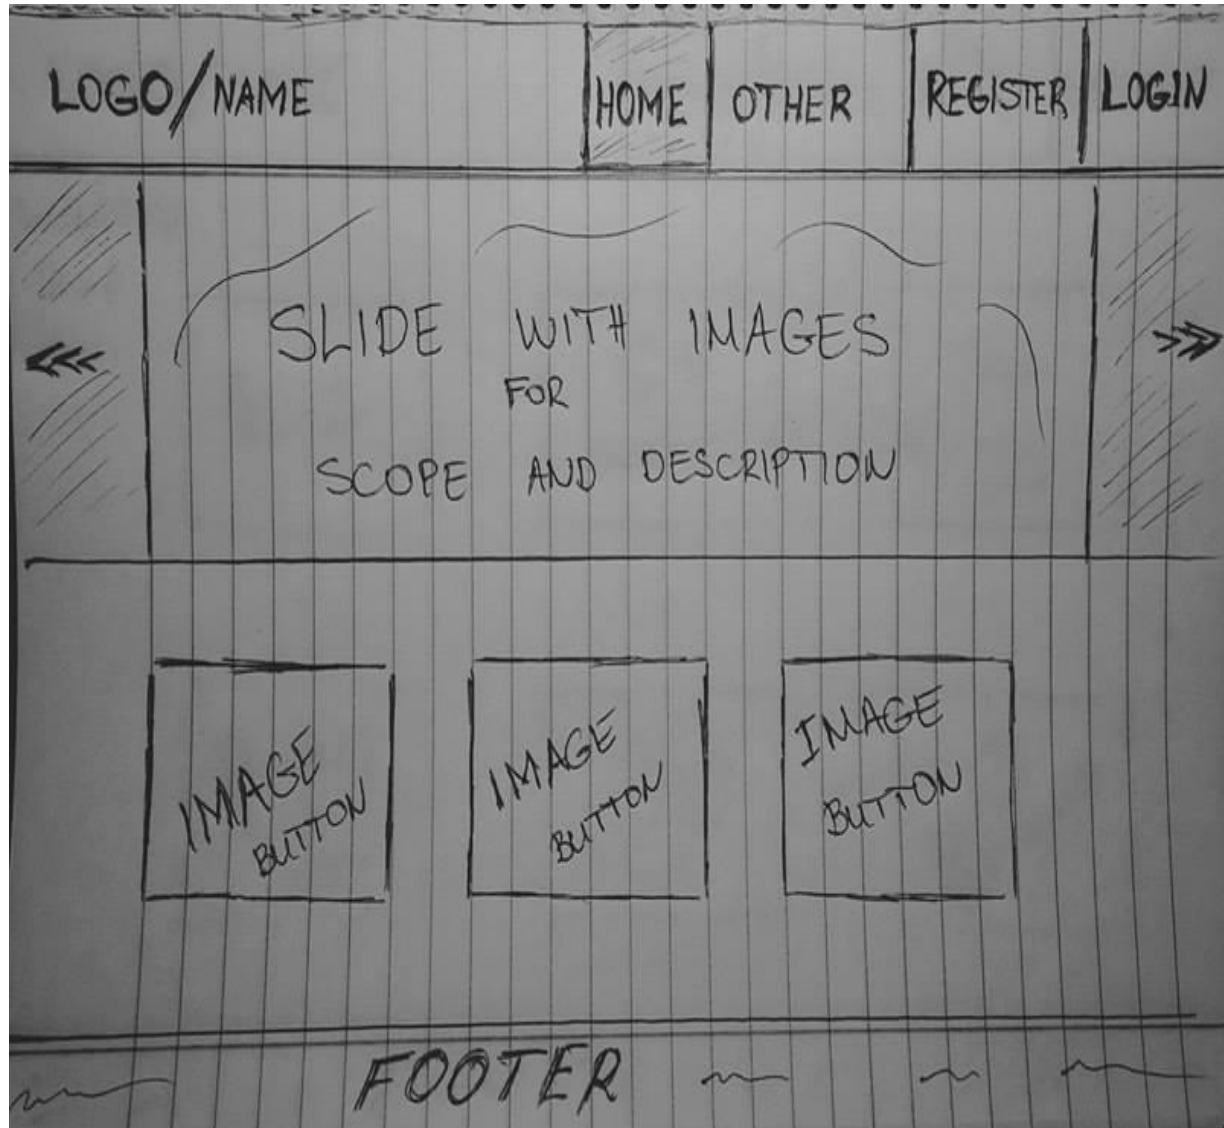 LOGO/NAME HOME OTHER REGISTER LOGIN
SLIDE WITH IMAGES
FOR
SCOPE AND DESCRIPTION
IMAGE
BUTTON
IMAGE
BUTTON
IMAGE
BUTTON
FOOTER